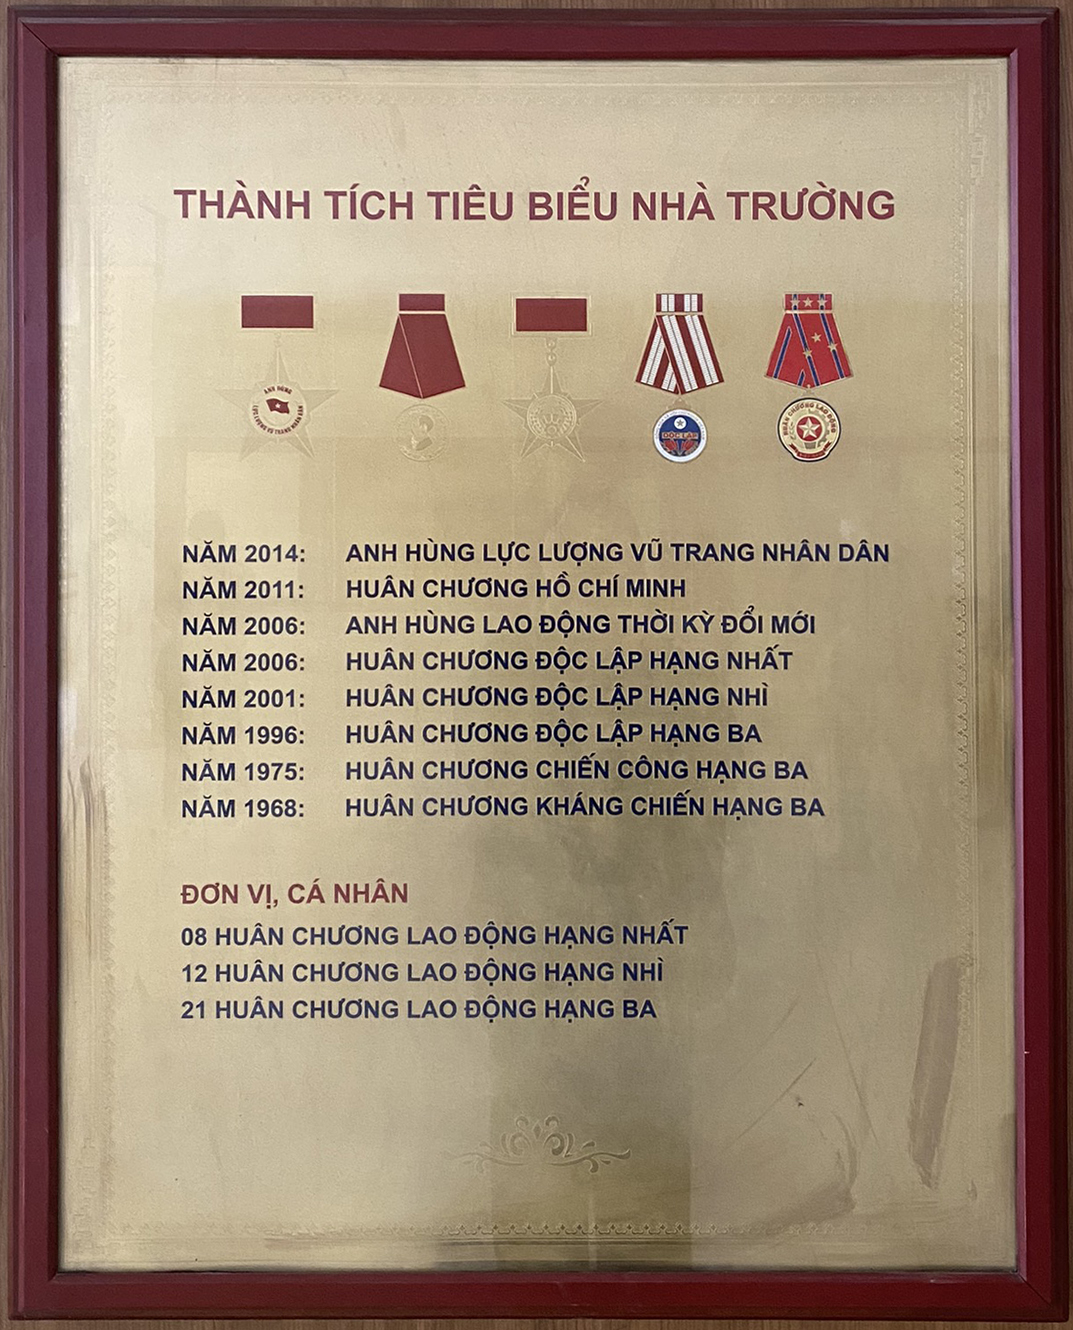 THÀNH TÍCH TIÊU BIỂU NHÀ TRƯỜNG
ANH HÙNG
LỰC LƯỢNG VŨ TRANG NHÂN DÂN
ĐỘC LẬP
HUÂN CHƯƠNG LAO ĐỘNG
NĂM 2014: ANH HÙNG LỰC LƯỢNG VŨ TRANG NHÂN DÂN
NĂM 2011: HUÂN CHƯƠNG HỒ CHÍ MINH
NĂM 2006: ANH HÙNG LAO ĐỘNG THỜI KỲ ĐỔI MỚI
NĂM 2006: HUÂN CHƯƠNG ĐỘC LẬP HẠNG NHẤT
NĂM 2001: HUÂN CHƯƠNG ĐỘC LẬP HẠNG NHÌ
NĂM 1996: HUÂN CHƯƠNG ĐỘC LẬP HẠNG BA
NĂM 1975: HUÂN CHƯƠNG CHIẾN CÔNG HẠNG BA
NĂM 1968: HUÂN CHƯƠNG KHÁNG CHIẾN HẠNG BA
ĐƠN VỊ, CÁ NHÂN
08 HUÂN CHƯƠNG LAO ĐỘNG HẠNG NHẤT
12 HUÂN CHƯƠNG LAO ĐỘNG HẠNG NHÌ
21 HUÂN CHƯƠNG LAO ĐỘNG HẠNG BA